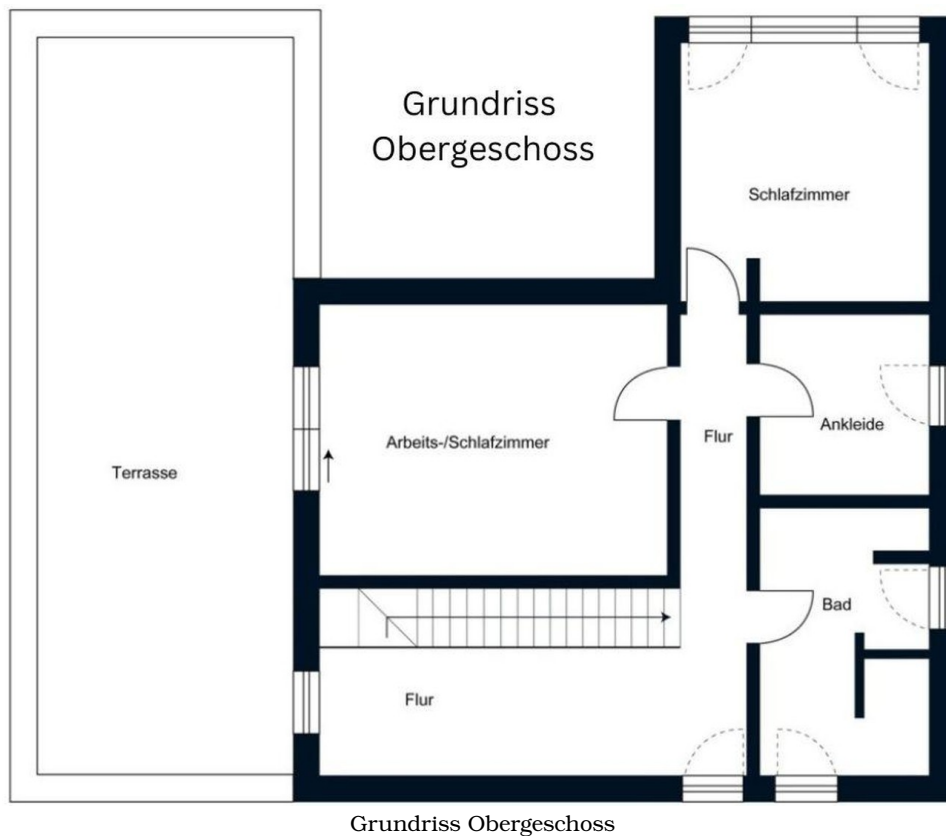 Grundriss
Obergeschoss
Schlafzimmer
Ankleide
Flur
Arbeits-/Schlafzimmer
Terrasse
Bad
Flur
Grundriss Obergeschoss